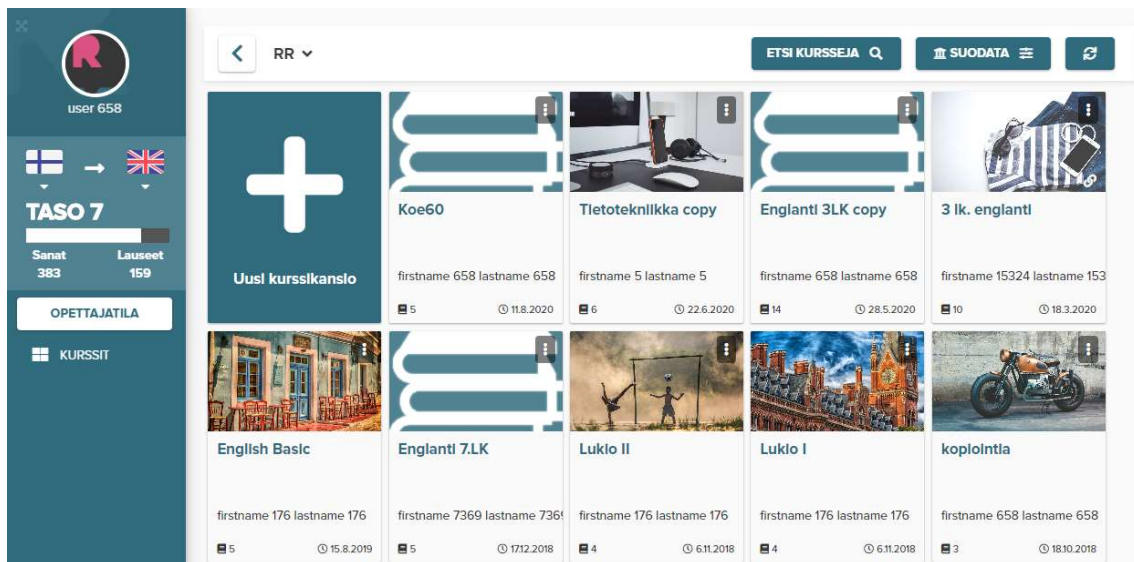 R
user 658
TASO 7
Sanat Lauseet
383 159
OPETTAJATILA
KURSSIT
RR
ETSI KURSSEJA
SUODATA
Uusi kurssikansio
Koe60
firstname 658 lastname 658
5 11.8.2020
Tietotekniikka copy
firstname 5 lastname 5
6 22.6.2020
Englanti 3LK copy
firstname 658 lastname 658
14 28.5.2020
3 lk. englanti
firstname 15324 lastname 153
10 18.3.2020
English Basic
firstname 176 lastname 176
5 15.8.2019
Englanti 7.LK
firstname 7369 lastname 7369
5 17.12.2018
Lukio II
firstname 176 lastname 176
4 6.11.2018
Lukio I
firstname 176 lastname 176
4 6.11.2018
kopiointia
firstname 658 lastname 658
3 18.10.2018